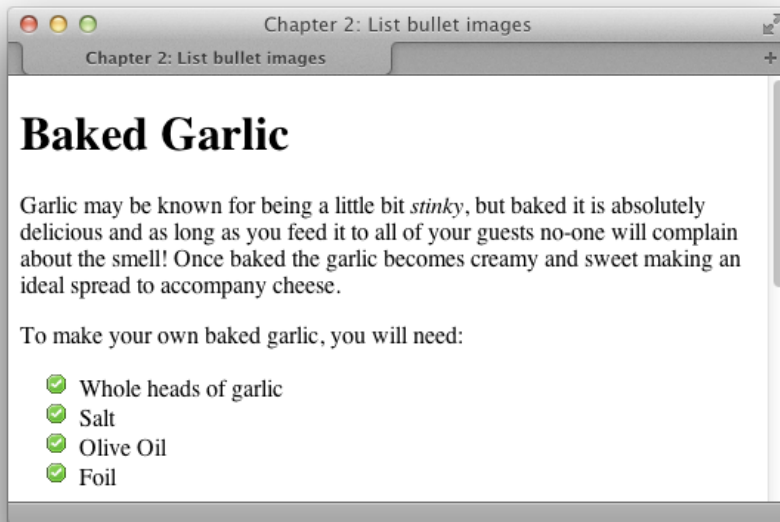 Chapter 2: List bullet images
Chapter 2: List bullet images
Baked Garlic
Garlic may be known for being a little bit stinky, but baked it is absolutely
delicious and as long as you feed it to all of your guests no-one will complain
about the smell! Once baked the garlic becomes creamy and sweet making an
ideal spread to accompany cheese.
To make your own baked garlic, you will need:
Whole heads of garlic
Salt
Olive Oil
Foil